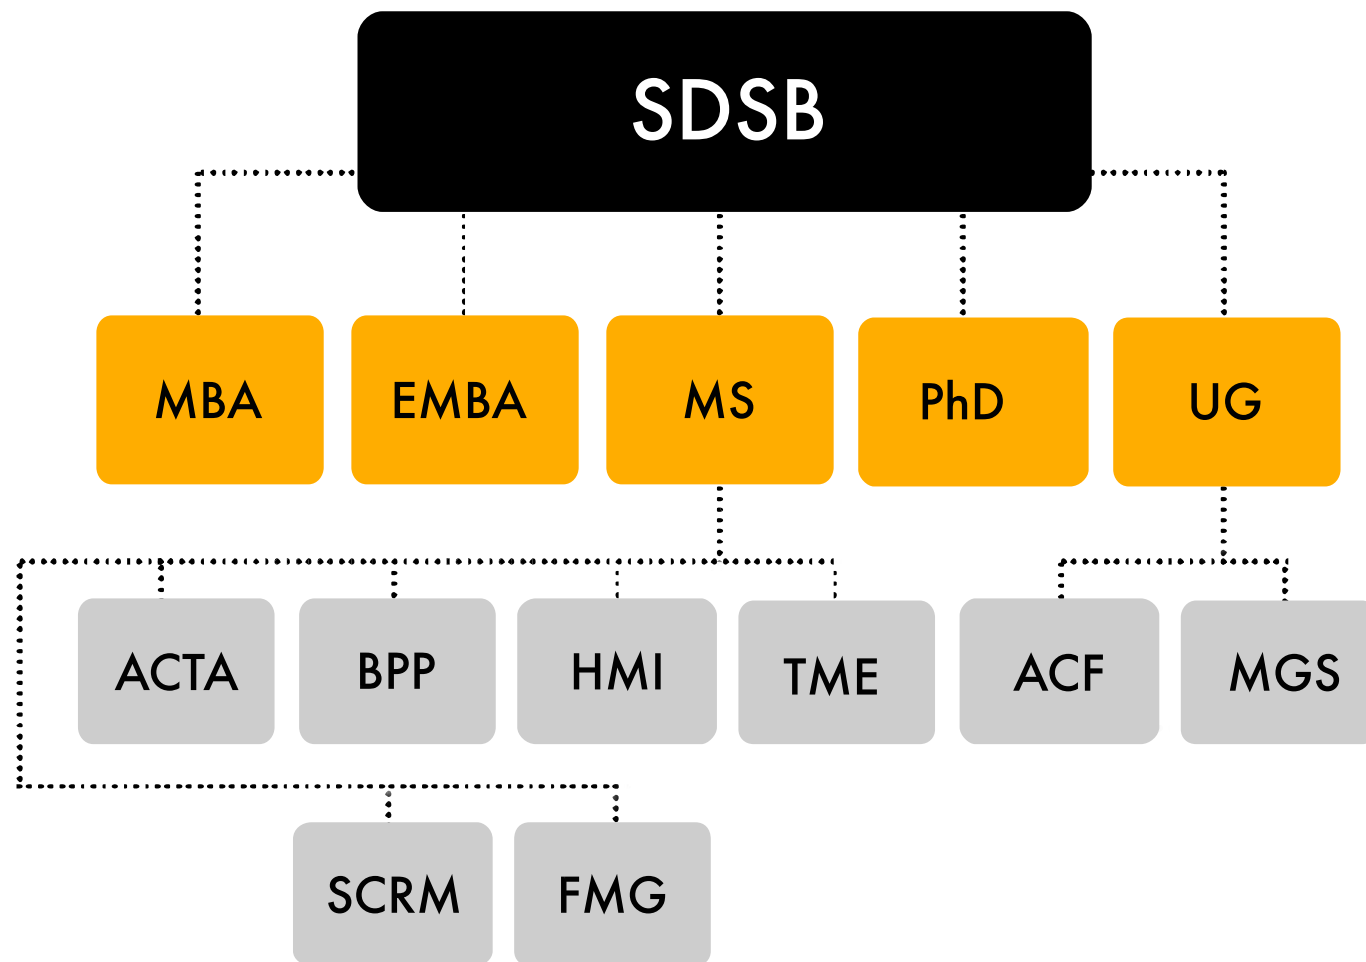 SDSB
MBA
EMBA
MS
PhD
UG
ACTA
BPP
HMI
TME
ACF
MGS
SCRM
FMG